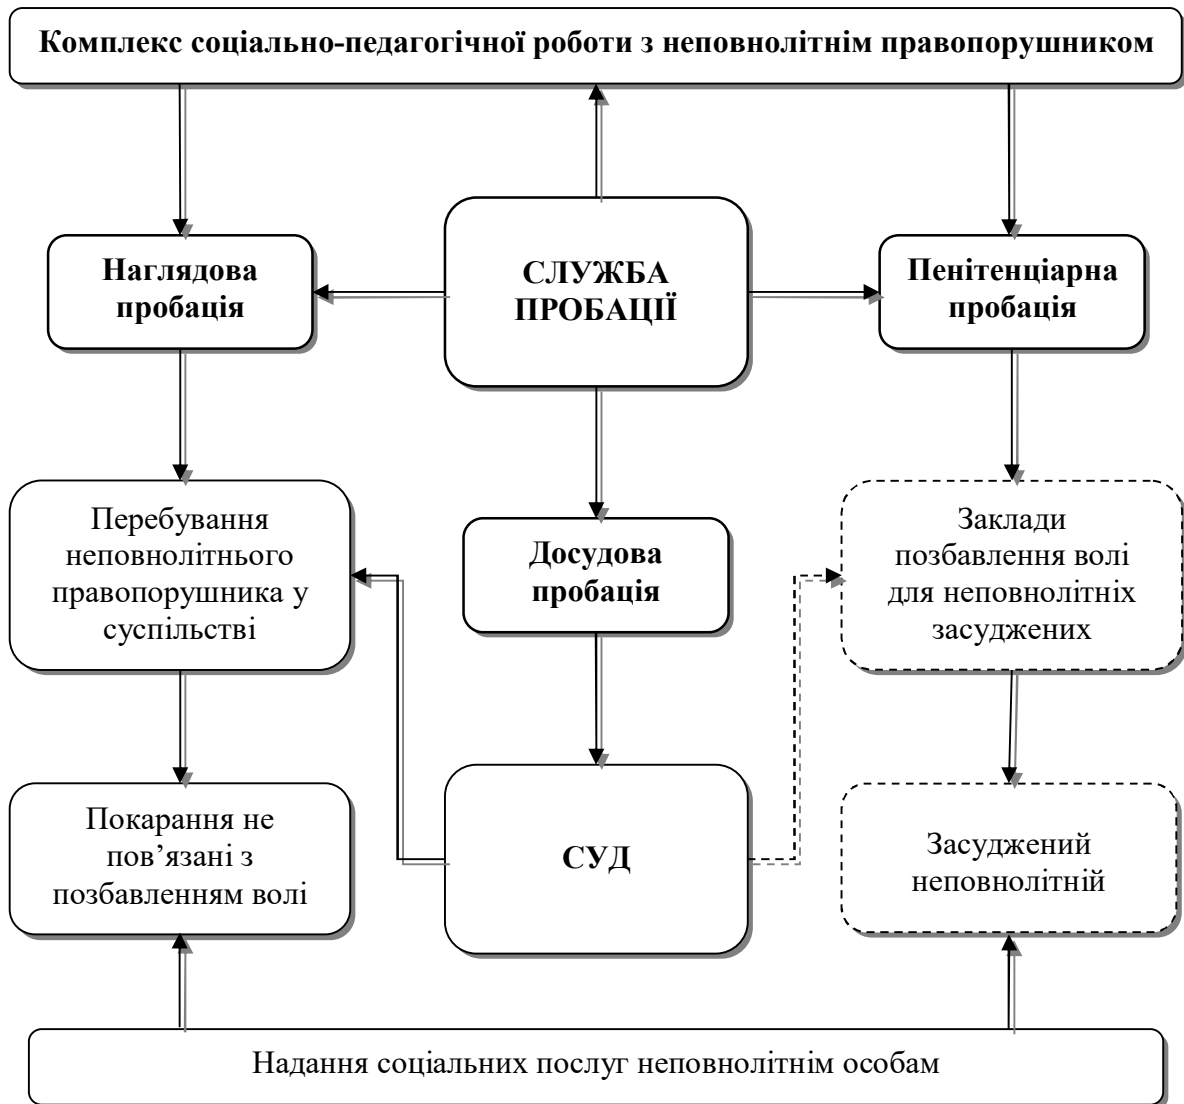 Комплекс соціально-педагогічної роботи з неповнолітнім правопорушником
Наглядова
пробація
СЛУЖБА
ПРОБАЦІЇ
Пенітенціарна
пробація
Перебування
неповнолітнього
правопорушника у
суспільстві
Досудова
пробація
Заклади
позбавлення волі
для неповнолітніх
засуджених
Покарання не
пов’язані з
позбавленням волі
СУД
Засуджений
неповнолітній
Надання соціальних послуг неповнолітнім особам